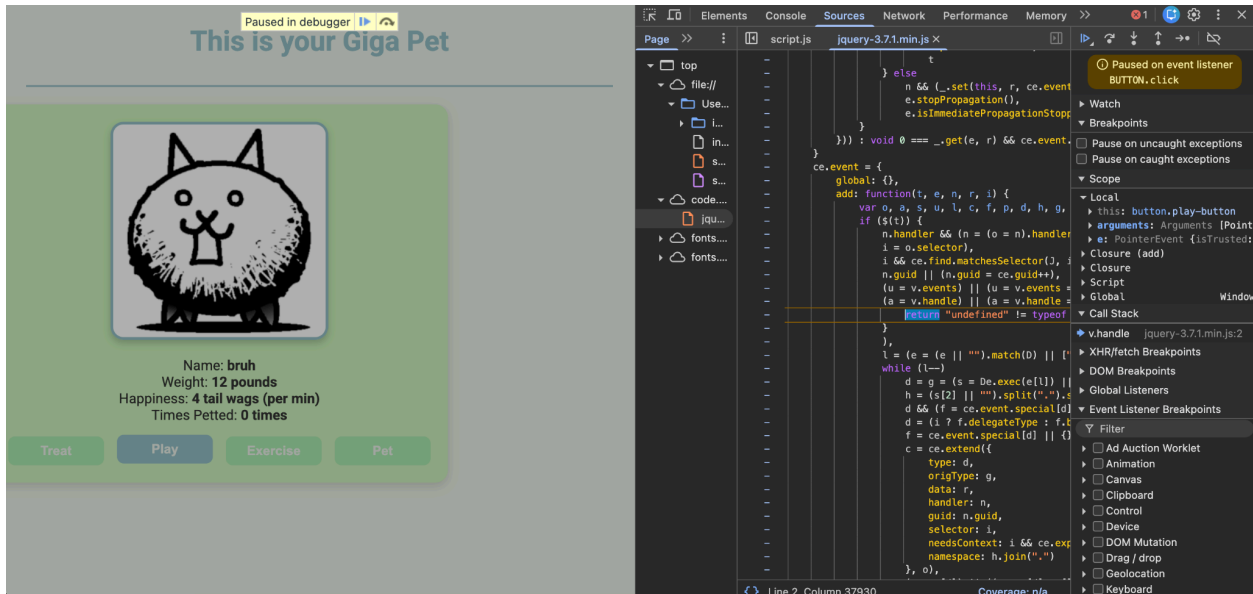 Paused in debugger
This is your Giga Pet
Name: bruh
Weight: 12 pounds
Happiness: 4 tail wags (per min)
Times Petted: 0 times
Treat
Play
Exercise
Pet
Elements
Console
Sources
Network
Performance
Memory
1
Page
top
file://
Use...
i...
in...
s...
s...
code....
jqu...
fonts....
fonts....
script.js
jquery-3.7.1.min.js
t
} else
n && (_.set(this, r, ce.event
e.stopPropagation(),
e.isImmediatePropagationStopp
}
})) : void 0 === _.get(e, r) && ce.event.
}
ce.event = {
global: {},
add: function(t, e, n, r, i) {
var o, a, s, u, l, c, f, p, d, h, g,
if ($(t)) {
n.handler && (n = (o = n).handler
i = o.selector),
i && ce.find.matchesSelector(J, i
n.guid || (n.guid = ce.guid++),
(u = v.events) || (u = v.events =
(a = v.handle) || (a = v.handle =
return "undefined" != typeof
}
),
l = (e = (e || "").match(D) || ["
while (l--)
d = g = (s = De.exec(e[l]) ||
h = (s[2] || "").split(".").s
d && (f = ce.event.special[d]
d = (i ? f.delegateType : f.b
f = ce.event.special[d] || {}
c = ce.extend({
type: d,
origType: g,
data: r,
handler: n,
guid: n.guid,
selector: i,
needsContext: i && ce.exp
namespace: h.join(".")
}, o),
{} Line 2, Column 37930
Coverage: n/a
Paused on event listener
BUTTON.click
Watch
Breakpoints
Pause on uncaught exceptions
Pause on caught exceptions
Scope
Local
this: button.play-button
arguments: Arguments [Point
e: PointerEvent {isTrusted:
Closure (add)
Closure
Script
Global Window
Call Stack
v.handle jquery-3.7.1.min.js:2
XHR/fetch Breakpoints
DOM Breakpoints
Global Listeners
Event Listener Breakpoints
Filter
Ad Auction Worklet
Animation
Canvas
Clipboard
Control
Device
DOM Mutation
Drag / drop
Geolocation
Keyboard